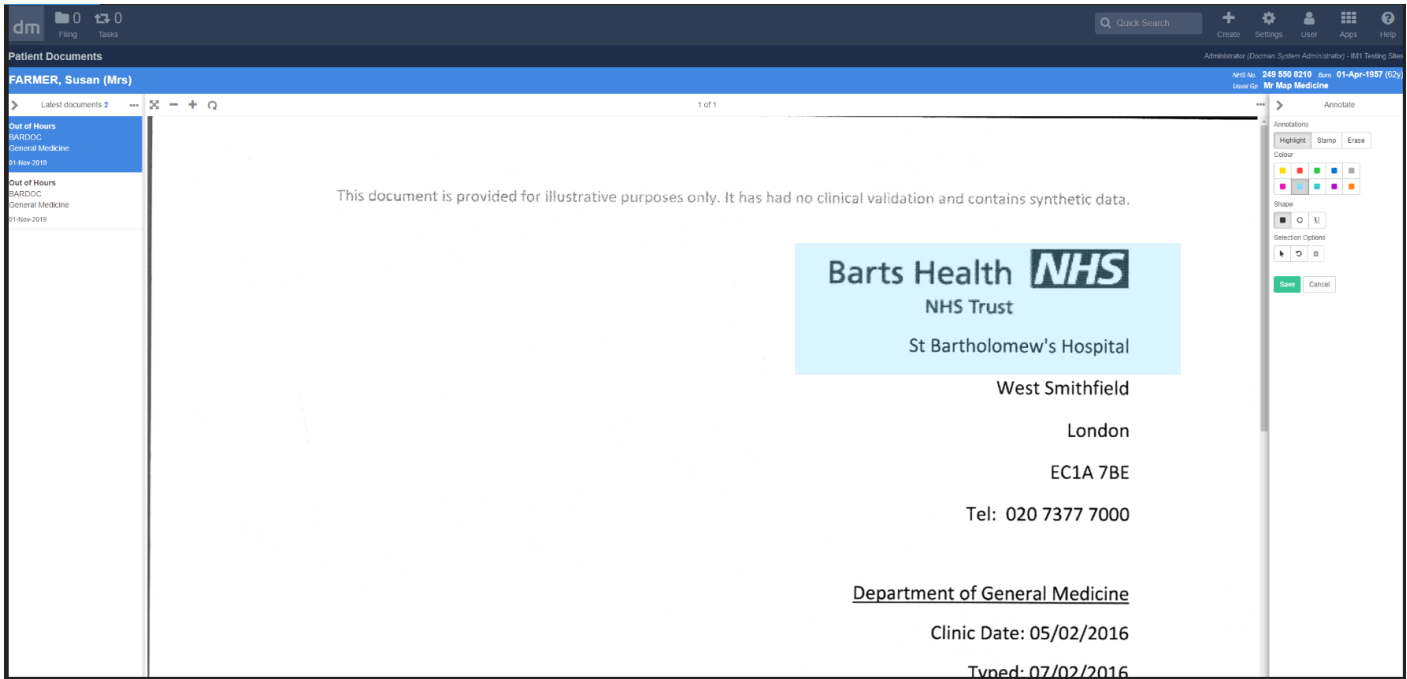 dm
0
Filing
0
Tasks
Quick Search
Create
Settings
User
Apps
Help
Patient Documents
Administrator (Docman System Administrator) - IM1 Testing Sites
FARMER, Susan (Mrs)
NHS No. 249 550 8210 Born 01-Apr-1957 (62y)
Usual Gp Mr Map Medicine
Latest documents 2
1 of 1
Annotate
Out of Hours
BARDOC
General Medicine
01-Nov-2019
Out of Hours
BARDOC
General Medicine
01-Nov-2019
This document is provided for illustrative purposes only. It has had no clinical validation and contains synthetic data.
Barts Health NHS
NHS Trust
St Bartholomew's Hospital
West Smithfield
London
EC1A 7BE
Tel: 020 7377 7000
Department of General Medicine
Clinic Date: 05/02/2016
Typed: 07/02/2016
Annotations
Highlight Stamp Erase
Colour
Shape
U
Selection Options
Save Cancel